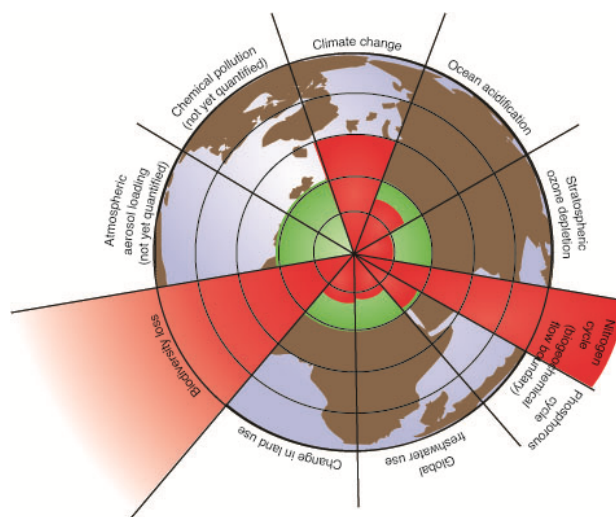 Climate change
Ocean acidification
Stratospheric
ozone depletion
Nitrogen
cycle
(biogeochemical
flow boundary)
Phosphorous
cycle
Global
freshwater use
Change in land use
Biodiversity loss
Atmospheric
aerosol loading
(not yet quantified)
Chemical pollution
(not yet quantified)